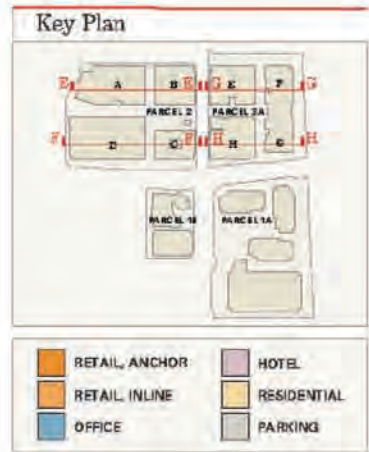 Key Plan
E A B E G E F G
PARCEL 2 PARCEL 2A
F D C F H H G H
PARCEL 1B PARCEL 1A
RETAIL, ANCHOR HOTEL
RETAIL, INLINE RESIDENTIAL
OFFICE PARKING